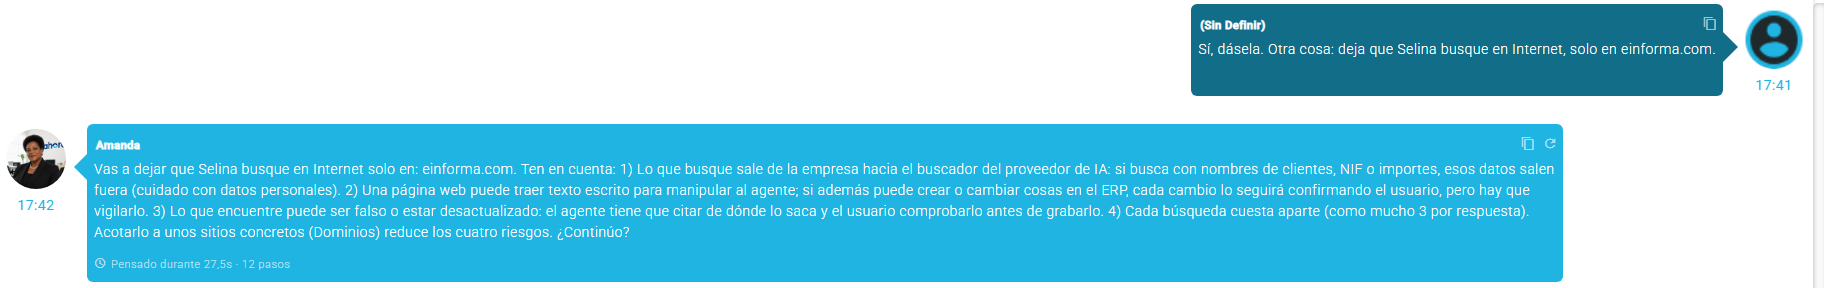 (Sin Definir)
Sí, dásela. Otra cosa: deja que Selina busque en Internet, solo en einforma.com.
17:41
Amanda
Vas a dejar que Selina busque en Internet solo en: einforma.com. Ten en cuenta: 1) Lo que busque sale de la empresa hacia el buscador del proveedor de IA: si busca con nombres de clientes, NIF o importes, esos datos salen
fuera (cuidado con datos personales). 2) Una página web puede traer texto escrito para manipular al agente; si además puede crear o cambiar cosas en el ERP, cada cambio lo seguirá confirmando el usuario, pero hay que
vigilarlo. 3) Lo que encuentre puede ser falso o estar desactualizado: el agente tiene que citar de dónde lo saca y el usuario comprobarlo antes de grabarlo. 4) Cada búsqueda cuesta aparte (como mucho 3 por respuesta).
Acotarlo a unos sitios concretos (Dominios) reduce los cuatro riesgos. ¿Continúo?
17:42
Pensado durante 27,5s · 12 pasos